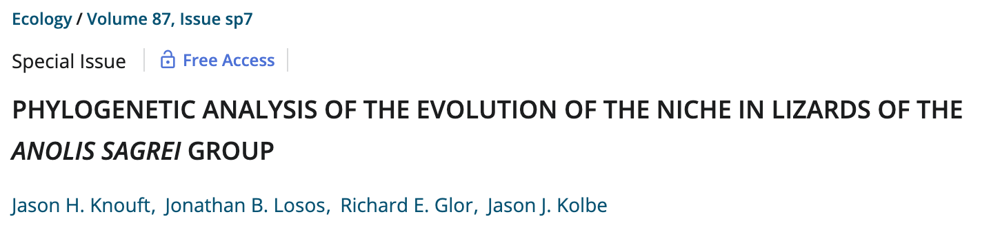 Ecology / Volume 87, Issue sp7
Special Issue Free Access
PHYLOGENETIC ANALYSIS OF THE EVOLUTION OF THE NICHE IN LIZARDS OF THE
ANOLIS SAGREI GROUP
Jason H. Knouft, Jonathan B. Losos, Richard E. Glor, Jason J. Kolbe